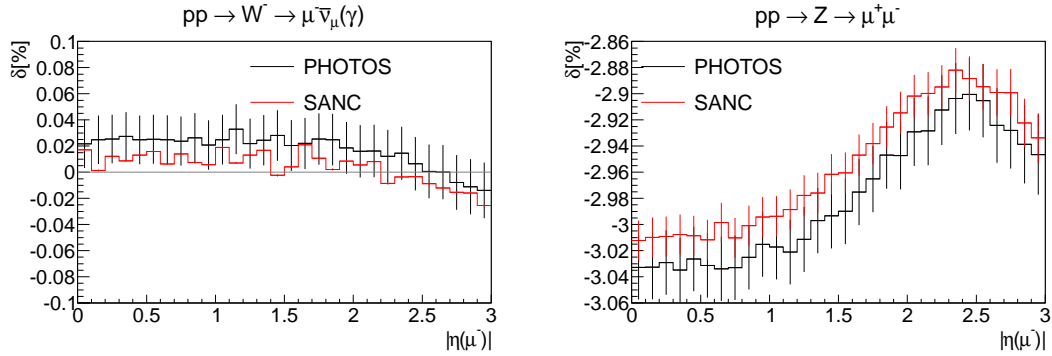 pp → W⁻ → μ⁻ν̄_μ(γ)
δ[%]
0.1
0.08
0.06
0.04
0.02
0
-0.02
-0.04
-0.06
-0.08
-0.1
PHOTOS
SANC
0 0.5 1 1.5 2 2.5 3
|η(μ⁻)|
pp → Z → μ⁺μ⁻
δ[%]
-2.86
-2.88
-2.9
-2.92
-2.94
-2.96
-2.98
-3
-3.02
-3.04
-3.06
PHOTOS
SANC
0 0.5 1 1.5 2 2.5 3
|η(μ⁻)|